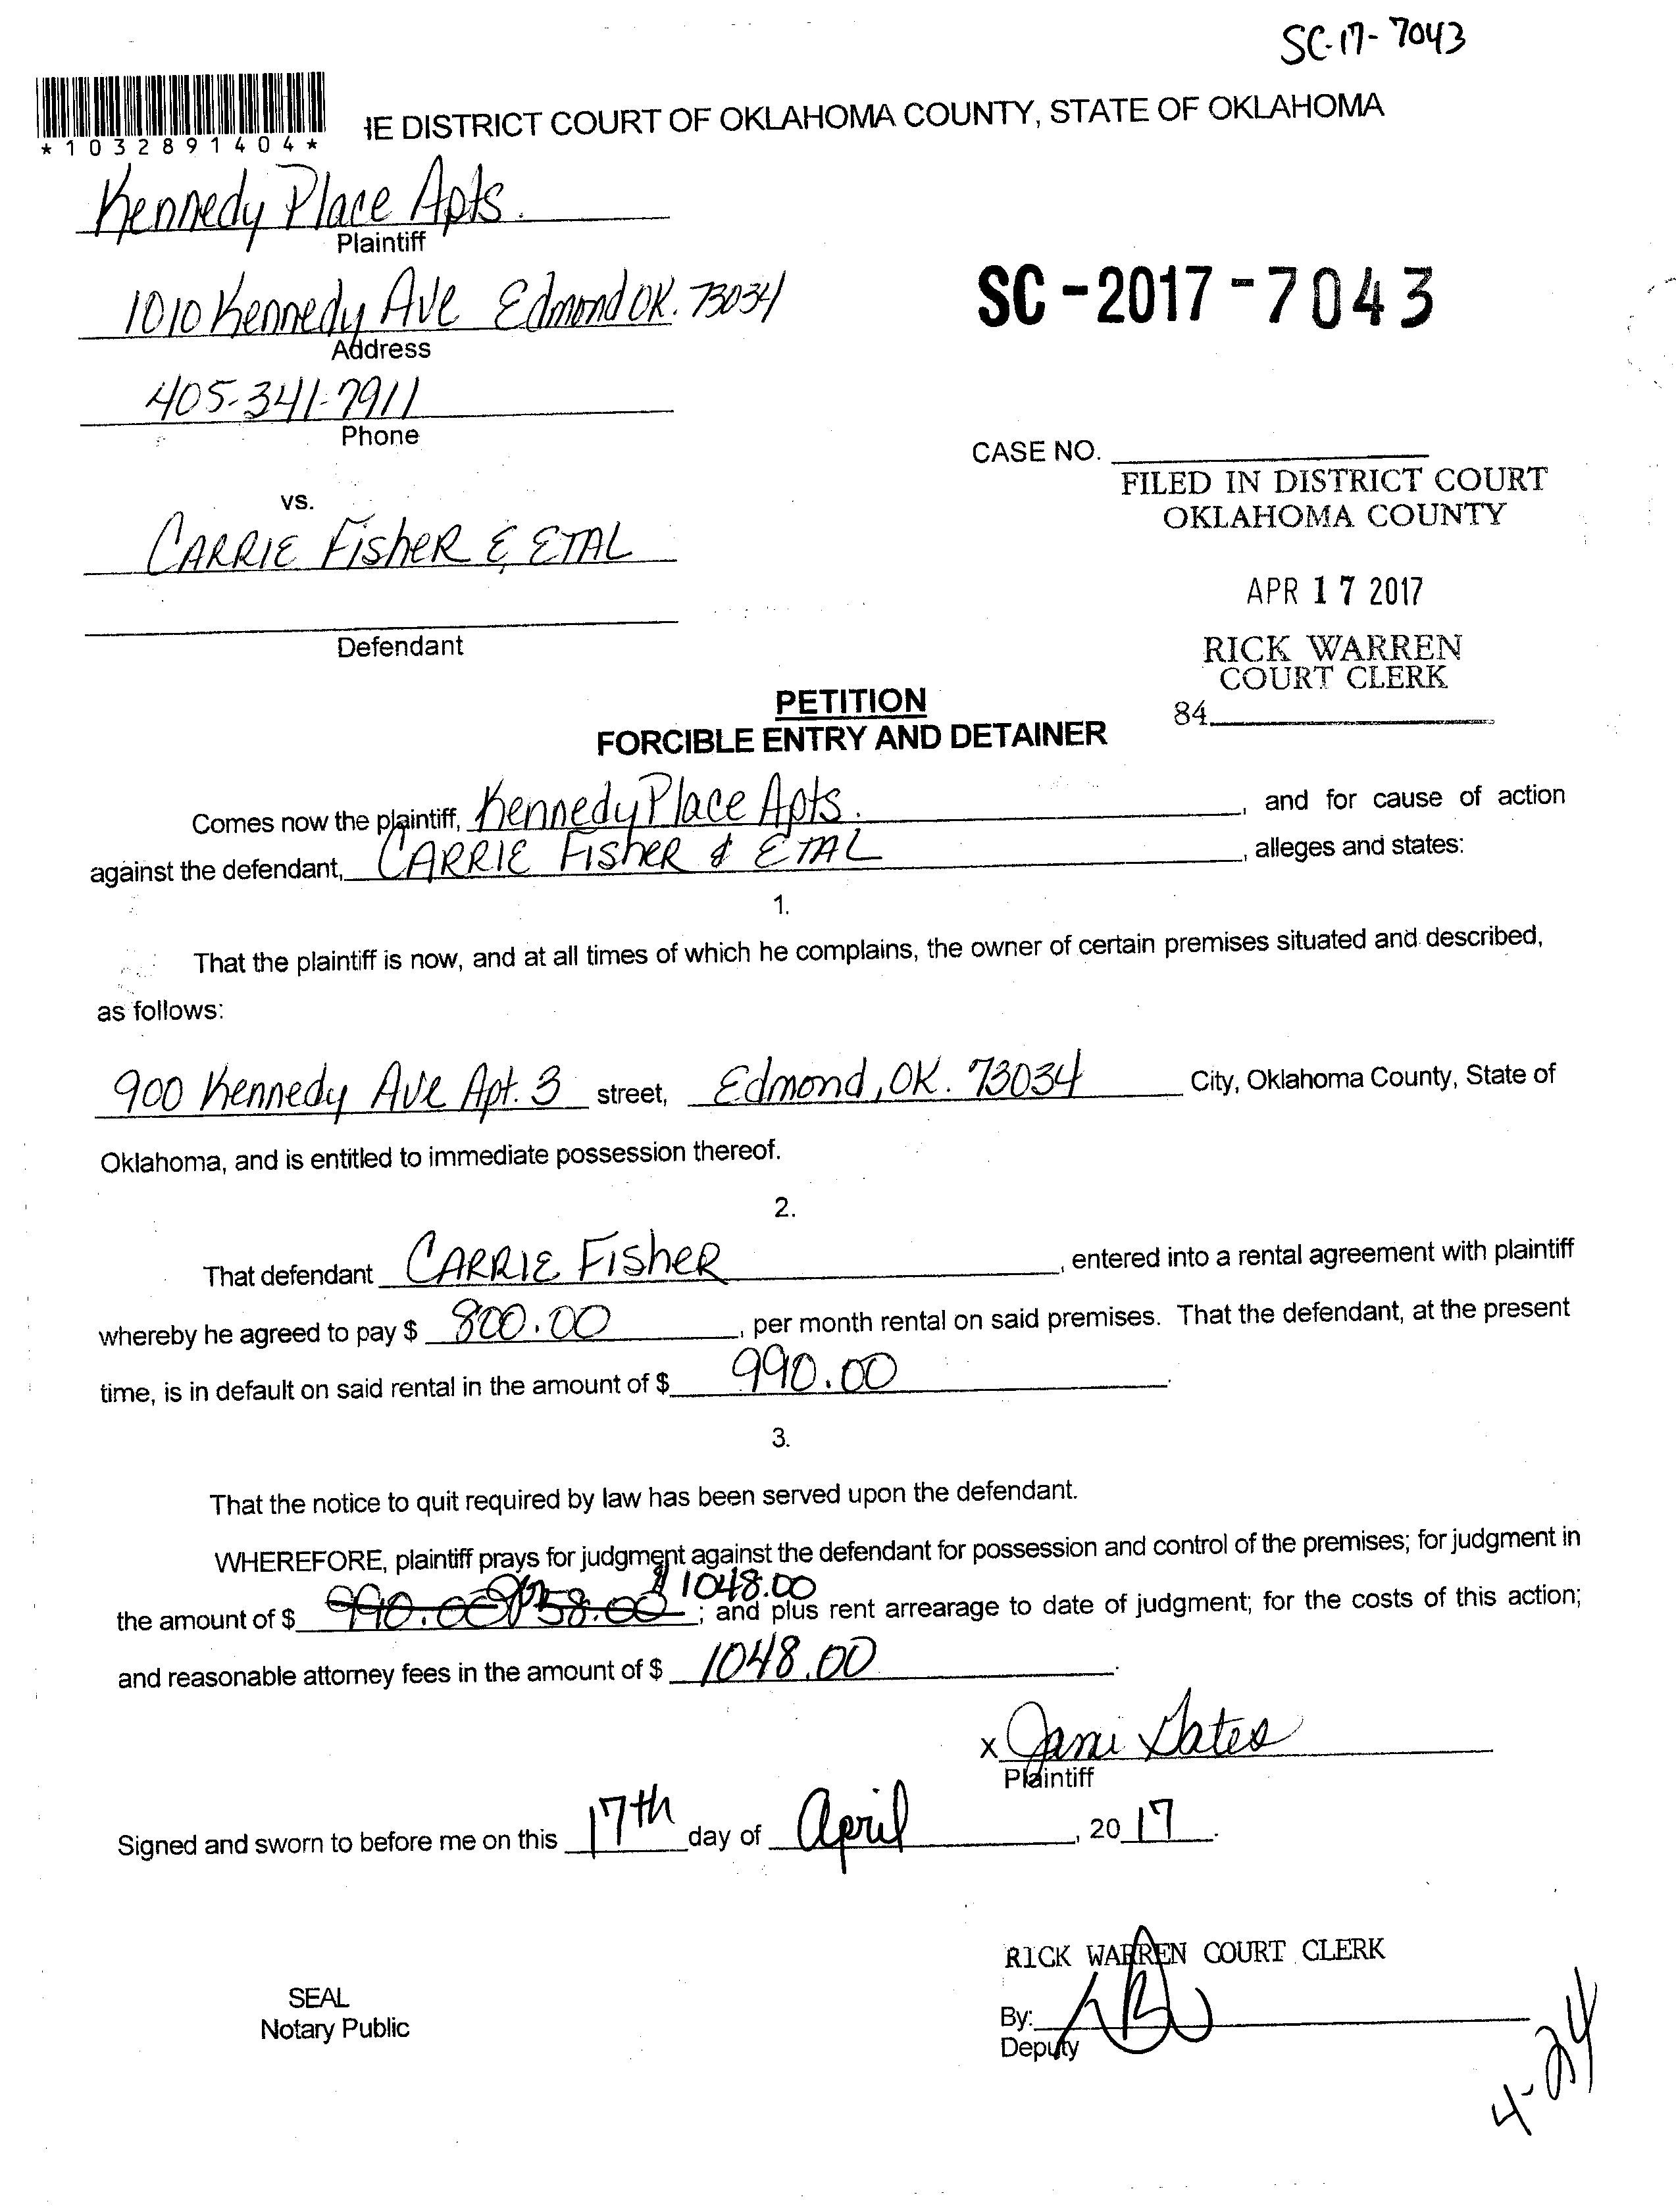 SC-17-7043
*1032891404*
HE DISTRICT COURT OF OKLAHOMA COUNTY, STATE OF OKLAHOMA
Kennedy Place Apts.
Plaintiff
1010 Kennedy Ave Edmond OK. 73034
Address
SC-2017-7043
405-341-7911
Phone
CASE NO.
FILED IN DISTRICT COURT
OKLAHOMA COUNTY
vs.
CARRIE FisheR & ETAL
APR 17 2017
Defendant
RICK WARREN
COURT CLERK
84
PETITION
FORCIBLE ENTRY AND DETAINER
Comes now the plaintiff, Kennedy Place Apts. , and for cause of action
against the defendant, CARRIE FisheR & ETAL , alleges and states:
1.
That the plaintiff is now, and at all times of which he complains, the owner of certain premises situated and described,
as follows:
900 Kennedy Ave Apt. 3 street, Edmond, OK. 73034 City, Oklahoma County, State of
Oklahoma, and is entitled to immediate possession thereof.
2.
That defendant CARRIE FisheR , entered into a rental agreement with plaintiff
whereby he agreed to pay $ 800.00 , per month rental on said premises. That the defendant, at the present
time, is in default on said rental in the amount of $ 990.00 .
3.
That the notice to quit required by law has been served upon the defendant.
WHEREFORE, plaintiff prays for judgment against the defendant for possession and control of the premises; for judgment in
$1048.00
the amount of $ 990.00 58.00 ; and plus rent arrearage to date of judgment; for the costs of this action;
and reasonable attorney fees in the amount of $ 1048.00 .
x Jami
Plaintiff
Signed and sworn to before me on this 17th day of April , 20 17 .
RICK WARREN COURT CLERK
SEAL
Notary Public
By:
Deputy
4-24